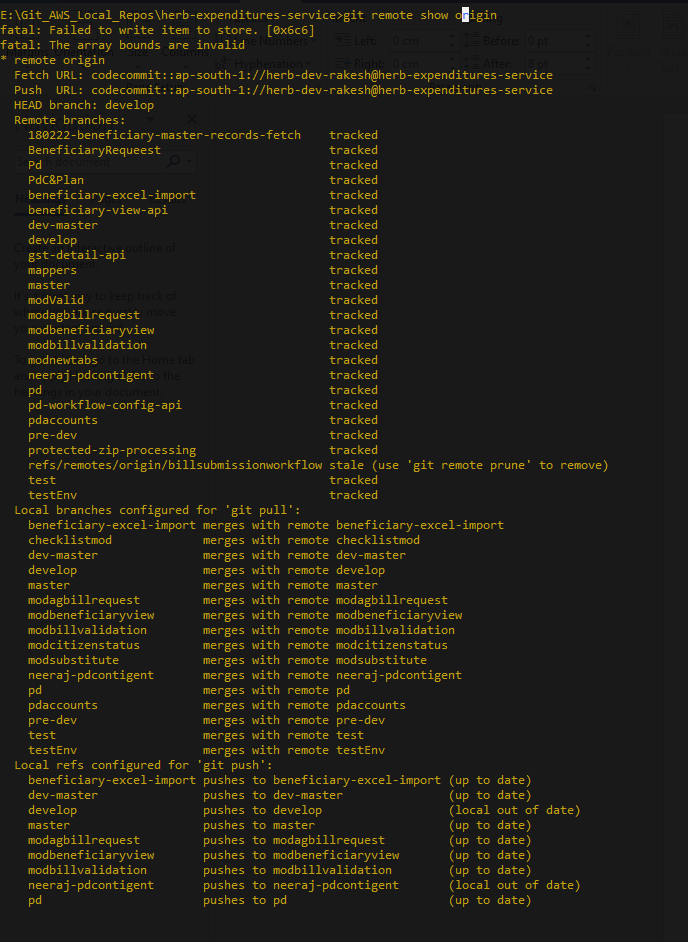 E:\Git_AWS_Local_Repos\herb-expenditures-service>git remote show origin
fatal: Failed to write item to store. [0x6c6]
fatal: The array bounds are invalid
* remote origin
  Fetch URL: codecommit::ap-south-1://herb-dev-rakesh@herb-expenditures-service
  Push  URL: codecommit::ap-south-1://herb-dev-rakesh@herb-expenditures-service
  HEAD branch: develop
  Remote branches:
    180222-beneficiary-master-records-fetch    tracked
    BeneficiaryRequeest                        tracked
    Pd                                         tracked
    PdC&Plan                                   tracked
    beneficiary-excel-import                   tracked
    beneficiary-view-api                       tracked
    dev-master                                 tracked
    develop                                    tracked
    gst-detail-api                             tracked
    mappers                                    tracked
    master                                     tracked
    modValid                                   tracked
    modagbillrequest                           tracked
    modbeneficiaryview                         tracked
    modbillvalidation                          tracked
    modnewtabs                                 tracked
    neeraj-pdcontigent                         tracked
    pd                                         tracked
    pd-workflow-config-api                     tracked
    pdaccounts                                 tracked
    pre-dev                                    tracked
    protected-zip-processing                   tracked
    refs/remotes/origin/billsubmissionworkflow stale (use 'git remote prune' to remove)
    test                                       tracked
    testEnv                                    tracked
  Local branches configured for 'git pull':
    beneficiary-excel-import merges with remote beneficiary-excel-import
    checklistmod             merges with remote checklistmod
    dev-master               merges with remote dev-master
    develop                  merges with remote develop
    master                   merges with remote master
    modagbillrequest         merges with remote modagbillrequest
    modbeneficiaryview       merges with remote modbeneficiaryview
    modbillvalidation        merges with remote modbillvalidation
    modcitizenstatus         merges with remote modcitizenstatus
    modsubstitute            merges with remote modsubstitute
    neeraj-pdcontigent       merges with remote neeraj-pdcontigent
    pd                       merges with remote pd
    pdaccounts               merges with remote pdaccounts
    pre-dev                  merges with remote pre-dev
    test                     merges with remote test
    testEnv                  merges with remote testEnv
  Local refs configured for 'git push':
    beneficiary-excel-import pushes to beneficiary-excel-import (up to date)
    dev-master               pushes to dev-master               (up to date)
    develop                  pushes to develop                  (local out of date)
    master                   pushes to master                   (up to date)
    modagbillrequest         pushes to modagbillrequest         (up to date)
    modbeneficiaryview       pushes to modbeneficiaryview       (up to date)
    modbillvalidation        pushes to modbillvalidation        (up to date)
    neeraj-pdcontigent       pushes to neeraj-pdcontigent       (local out of date)
    pd                       pushes to pd                       (up to date)